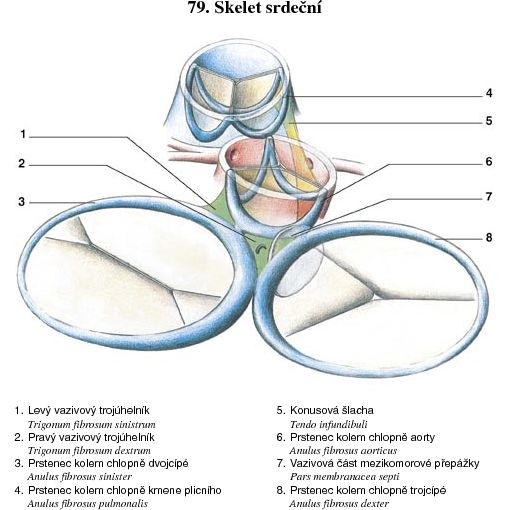 79. Skelet srdeční
1
2
3
4
5
6
7
8
1. Levý vazivový trojúhelník
Trigonum fibrosum sinistrum
2. Pravý vazivový trojúhelník
Trigonum fibrosum dextrum
3. Prstenec kolem chlopně dvojcípé
Anulus fibrosus sinister
4. Prstenec kolem chlopně kmene plicního
Anulus fibrosus pulmonalis
5. Konusová šlacha
Tendo infundibuli
6. Prstenec kolem chlopně aorty
Anulus fibrosus aorticus
7. Vazivová část mezikomorové přepážky
Pars membranacea septi
8. Prstenec kolem chlopně trojcípé
Anulus fibrosus dexter